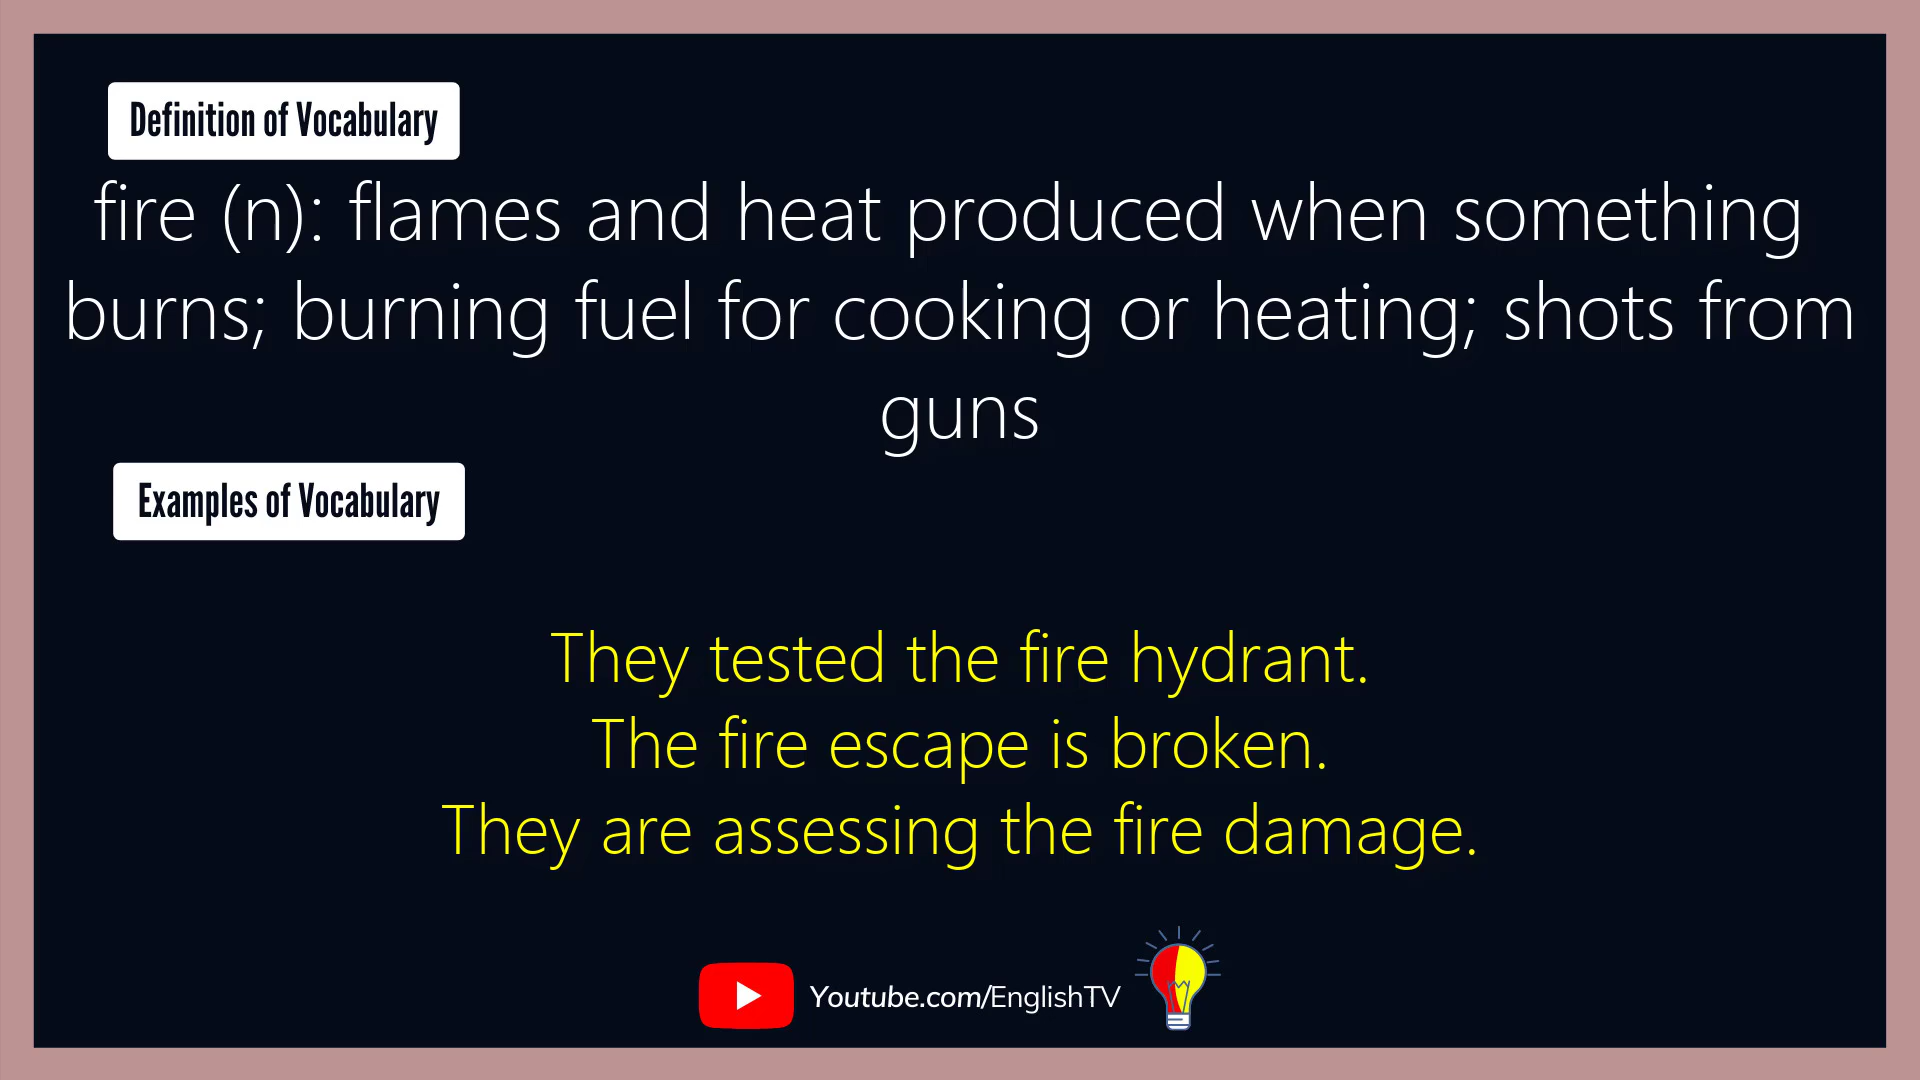 Definition of Vocabulary
fire (n): flames and heat produced when something
burns; burning fuel for cooking or heating; shots from
guns
Examples of Vocabulary
They tested the fire hydrant.
The fire escape is broken.
They are assessing the fire damage.
Youtube.com/EnglishTV